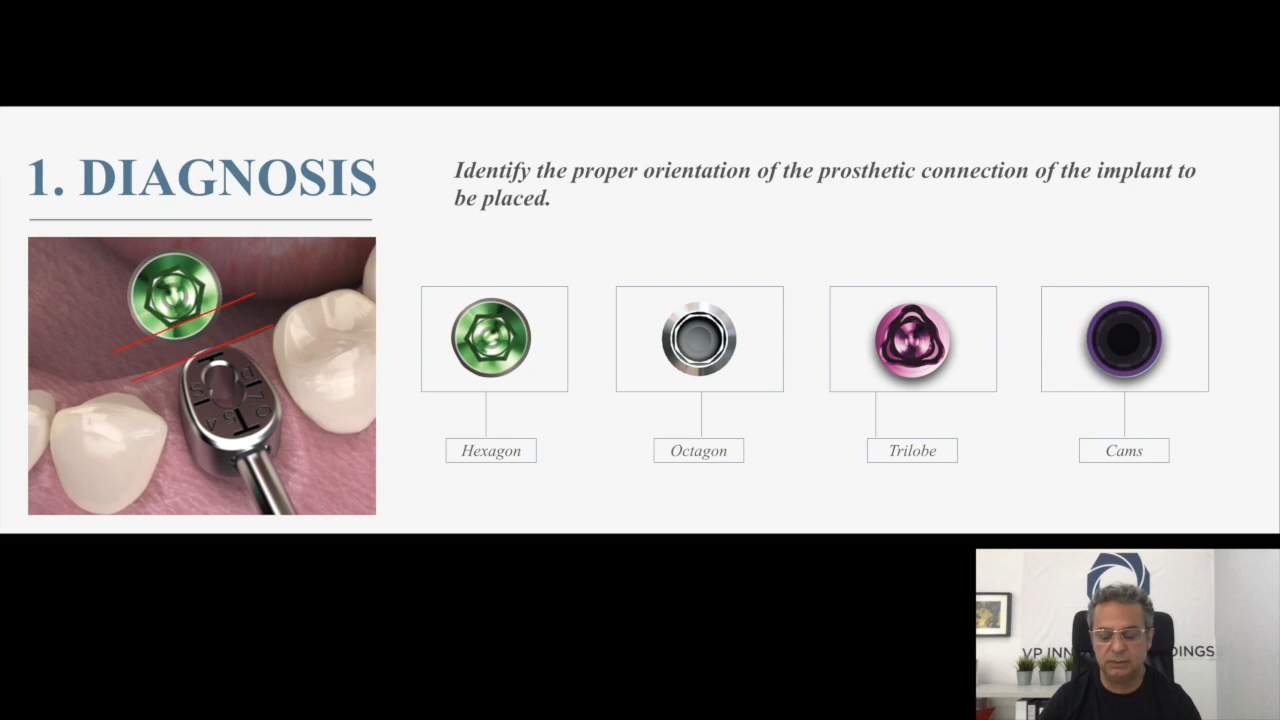 1. DIAGNOSIS
Identify the proper orientation of the prosthetic connection of the implant to
be placed.
Hexagon
Octagon
Trilobe
Cams